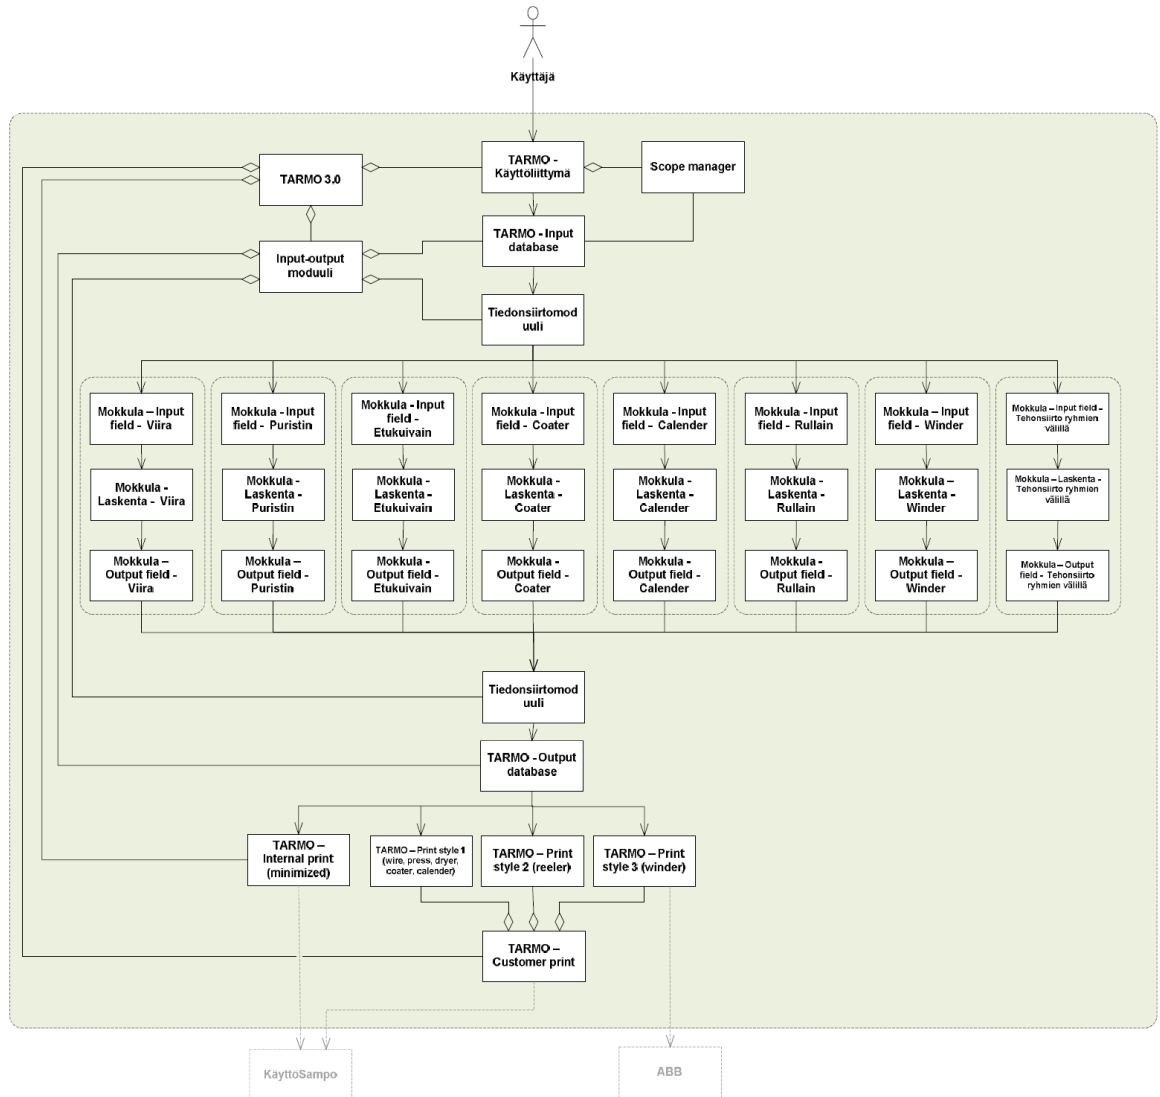 Käyttäjä
TARMO -
Käyttöliittymä
Scope manager
TARMO 3.0
TARMO - Input
database
Input-output
moduuli
Tiedonsiirtomod
uuli
Mokkula – Input
field - Viira
Mokkula - Input
field - Puristin
Mokkula - Input
field -
Etukuivain
Mokkula - Input
field - Coater
Mokkula - Input
field - Calender
Mokkula - Input
field - Rullain
Mokkula – Input
field - Winder
Mokkula – Input field -
Tehonsiirto ryhmien
välillä
Mokkula -
Laskenta - Viira
Mokkula -
Laskenta -
Puristin
Mokkula -
Laskenta -
Etukuivain
Mokkula -
Laskenta -
Coater
Mokkula -
Laskenta -
Calender
Mokkula -
Laskenta -
Rullain
Mokkula –
Laskenta -
Winder
Mokkula – Laskenta -
Tehonsiirto ryhmien
välillä
Mokkula –
Output field -
Viira
Mokkula –
Output field -
Puristin
Mokkula -
Output field -
Etukuivain
Mokkula -
Output field -
Coater
Mokkula -
Output field -
Calender
Mokkula -
Output field -
Rullain
Mokkula –
Output field -
Winder
Mokkula – Output
field - Tehonsiirto
ryhmien välillä
Tiedonsiirtomod
uuli
TARMO - Output
database
TARMO –
Internal print
(minimized)
TARMO – Print style 1
(wire, press, dryer,
coater, calender)
TARMO – Print
style 2 (reeler)
TARMO – Print
style 3 (winder)
TARMO –
Customer print
KäyttöSampo
ABB